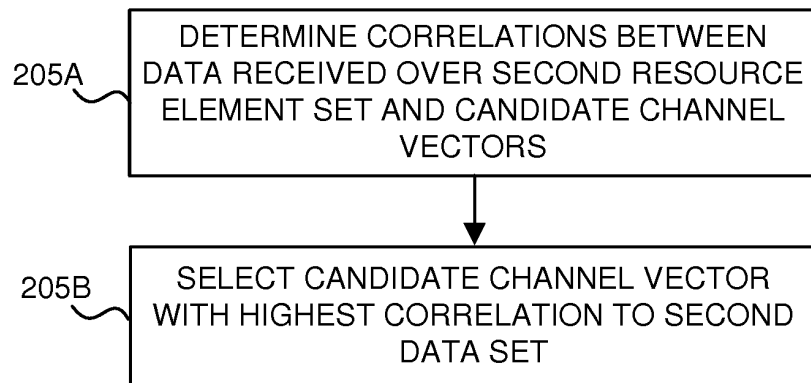 205A
DETERMINE CORRELATIONS BETWEEN
DATA RECEIVED OVER SECOND RESOURCE
ELEMENT SET AND CANDIDATE CHANNEL
VECTORS
205B
SELECT CANDIDATE CHANNEL VECTOR
WITH HIGHEST CORRELATION TO SECOND
DATA SET